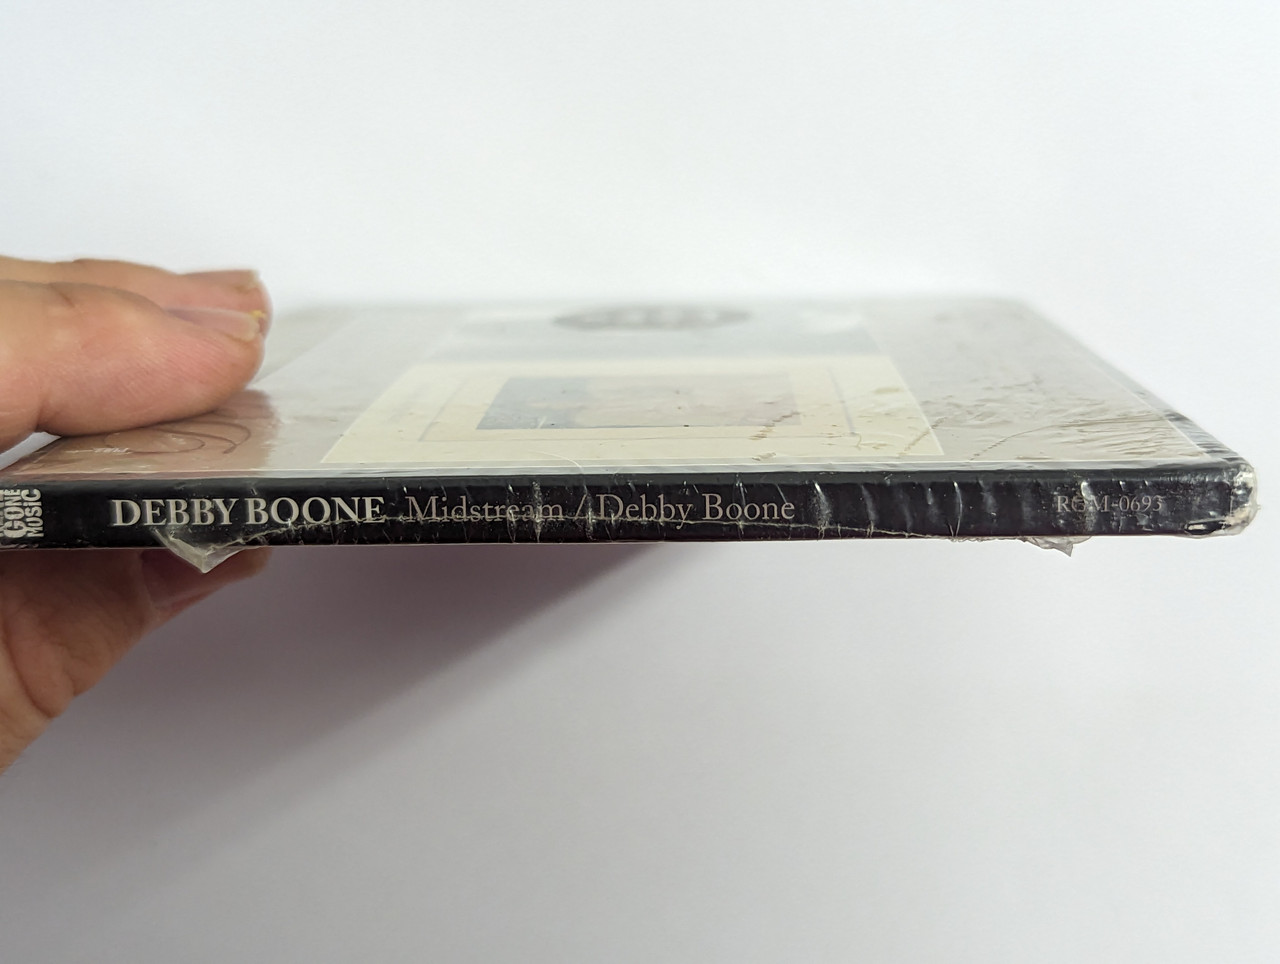 GONE
MUSIC
DEBBY BOONE Midstream / Debby Boone
RGM-0693